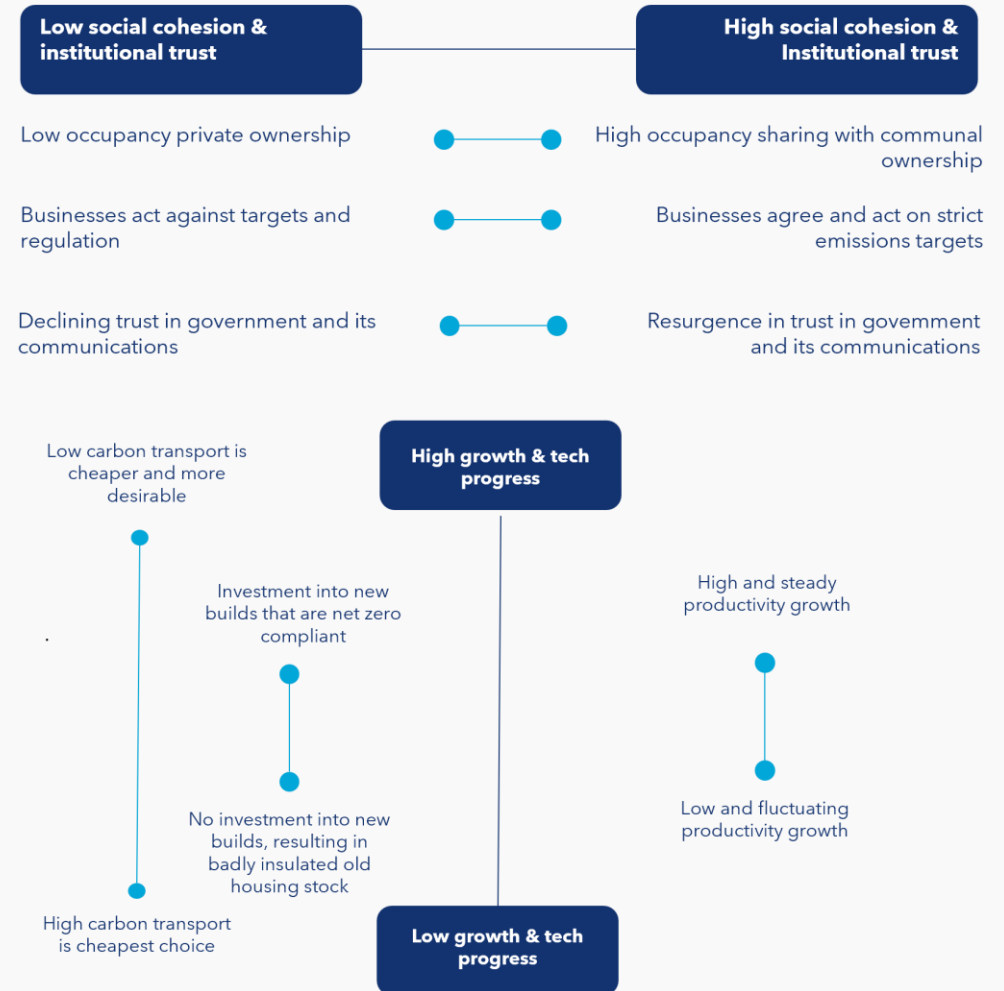 Low social cohesion &
institutional trust
High social cohesion &
Institutional trust
Low occupancy private ownership
High occupancy sharing with communal
ownership
Businesses act against targets and
regulation
Businesses agree and act on strict
emissions targets
Declining trust in government and its
communications
Resurgence in trust in govemment
and its communications
Low carbon transport is
cheaper and more
desirable
High growth & tech
progress
Investment into new
builds that are net zero
compliant
High and steady
productivity growth
.
No investment into new
builds, resulting in
badly insulated old
housing stock
Low and fluctuating
productivity growth
High carbon transport
is cheapest choice
Low growth & tech
progress